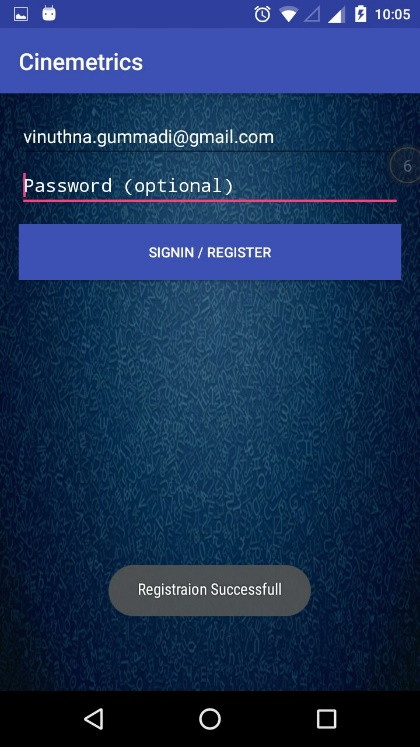 10:05
Cinemetrics
vinuthna.gummadi@gmail.com
6
Password (optional)
SIGNIN / REGISTER
Registraion Successfull